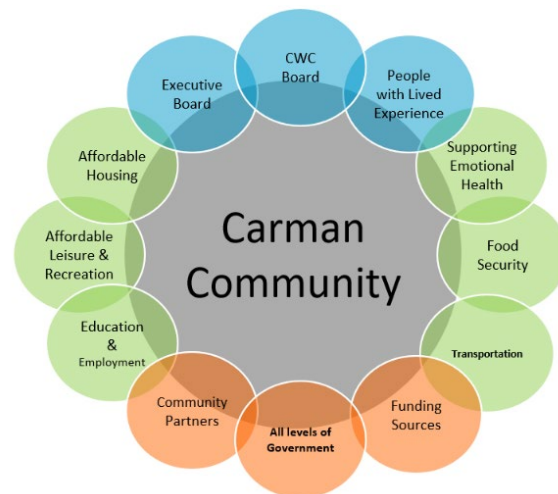 CWC
Board
People
with Lived
Experience
Supporting
Emotional
Health
Food
Security
Transportation
Funding
Sources
All levels of
Government
Community
Partners
Education
&
Employment
Affordable
Leisure &
Recreation
Affordable
Housing
Executive
Board
Carman
Community